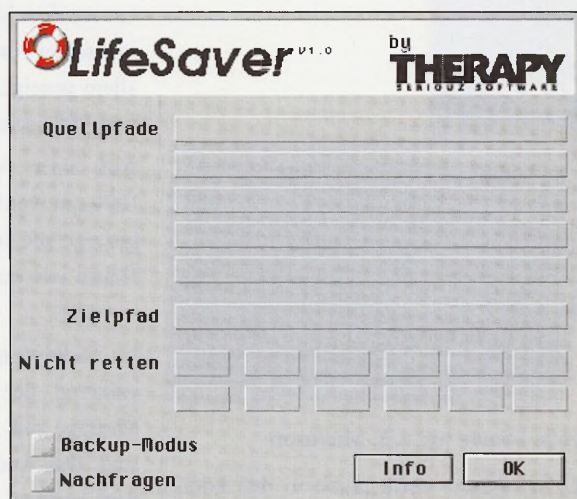 LifeSaver V1.0
by
THERAPY
SERIOUZ SOFTWARE
Quellpfade
Zielpfad
Nicht retten
Backup-Modus
Nachfragen
Info
OK